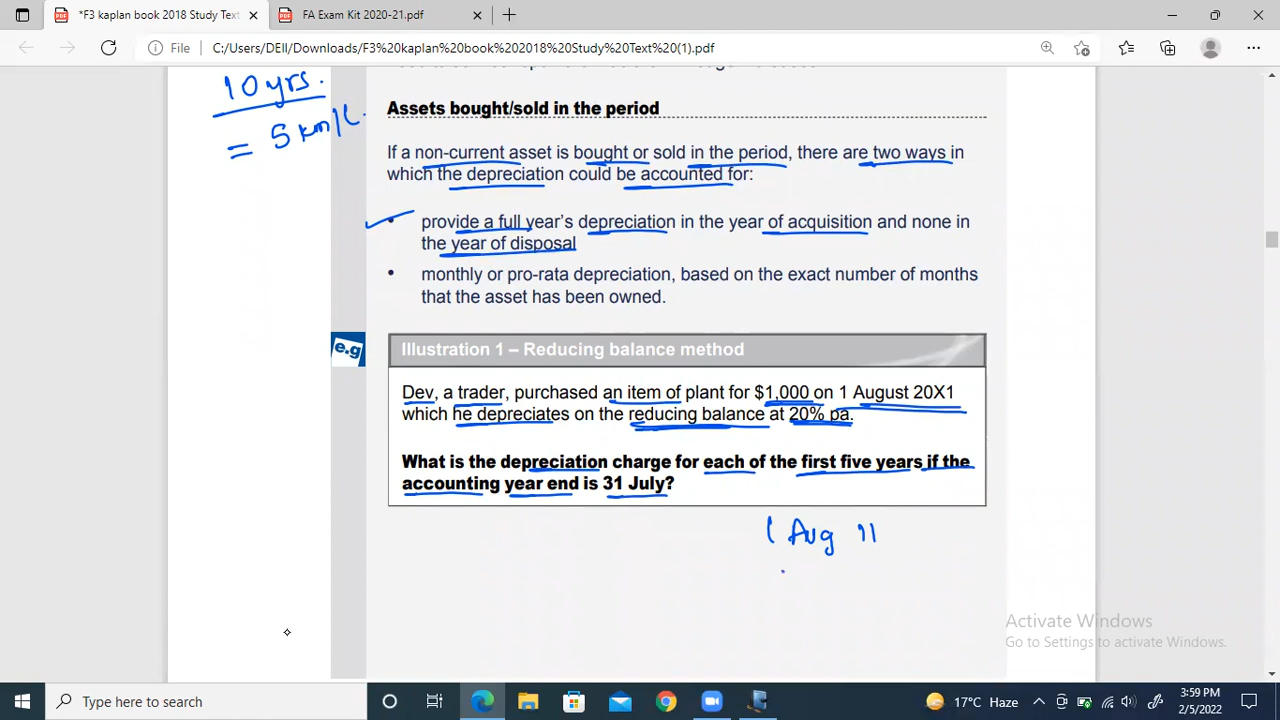 *F3 kaplan book 2018 Study Text
FA Exam Kit 2020-21.pdf
File C:/Users/DEll/Downloads/F3%20kaplan%20book%202018%20Study%20Text%20(1).pdf
10 yrs.
= 5 km/L.
Assets bought/sold in the period
If a non-current asset is bought or sold in the period, there are two ways in
which the depreciation could be accounted for:
• provide a full year's depreciation in the year of acquisition and none in
the year of disposal
• monthly or pro-rata depreciation, based on the exact number of months
that the asset has been owned.
e.g
Illustration 1 – Reducing balance method
Dev, a trader, purchased an item of plant for $1,000 on 1 August 20X1
which he depreciates on the reducing balance at 20% pa.
What is the depreciation charge for each of the first five years if the
accounting year end is 31 July?
1 Aug 11
Activate Windows
Go to Settings to activate Windows.
Type here to search
17°C Haze
3:59 PM
2/5/2022